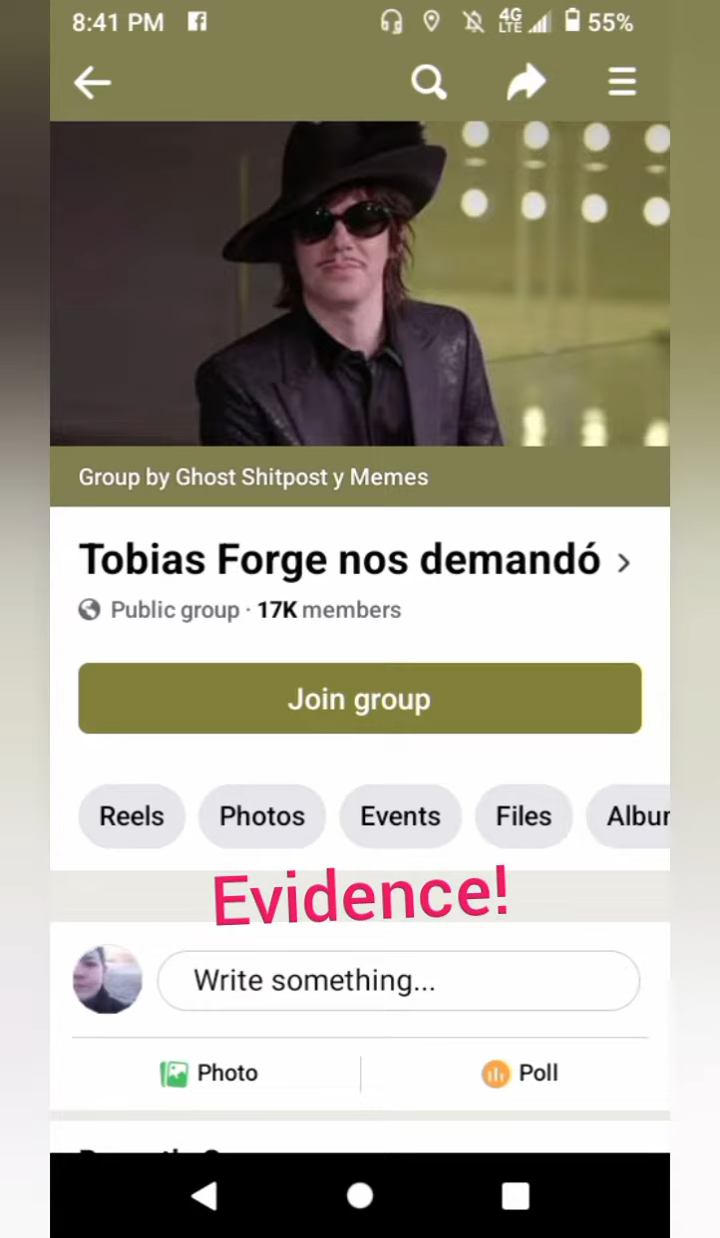 8:41 PM 4G LTE 55%
Group by Ghost Shitpost y Memes
Tobias Forge nos demandó
Public group · 17K members
Join group
Reels Photos Events Files Albur
Evidence!
Write something...
Photo Poll